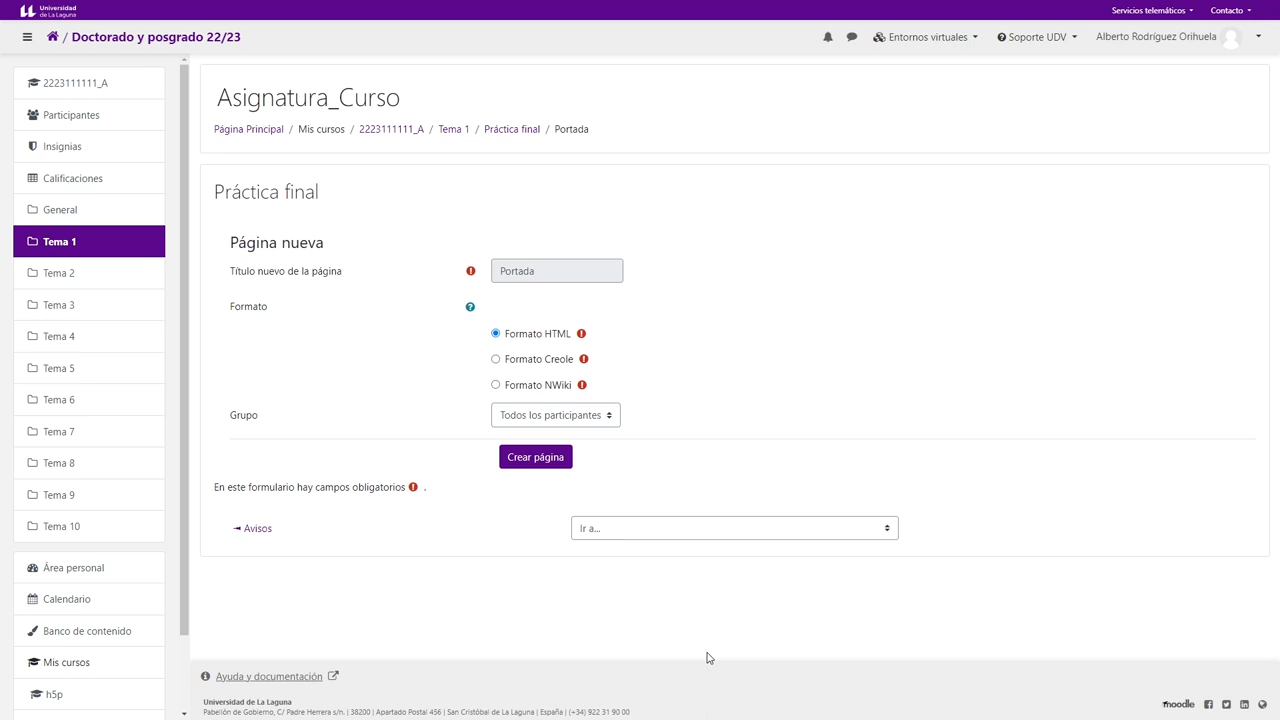 Universidad
de La Laguna
Servicios telemáticos
Contacto
/ Doctorado y posgrado 22/23
Entornos virtuales
Soporte UDV
Alberto Rodríguez Orihuela
2223111111_A
Participantes
Insignias
Calificaciones
General
Tema 1
Tema 2
Tema 3
Tema 4
Tema 5
Tema 6
Tema 7
Tema 8
Tema 9
Tema 10
Área personal
Calendario
Banco de contenido
Mis cursos
h5p
Asignatura_Curso
Página Principal / Mis cursos / 2223111111_A / Tema 1 / Práctica final / Portada
Práctica final
Página nueva
Título nuevo de la página
Portada
Formato
Formato HTML
Formato Creole
Formato NWiki
Grupo
Todos los participantes
Crear página
En este formulario hay campos obligatorios .
◄ Avisos
Ir a...
Ayuda y documentación
Universidad de La Laguna
Pabellón de Gobierno, C/ Padre Herrera s/n. | 38200 | Apartado Postal 456 | San Cristóbal de La Laguna | España | (+34) 922 31 90 00
moodle